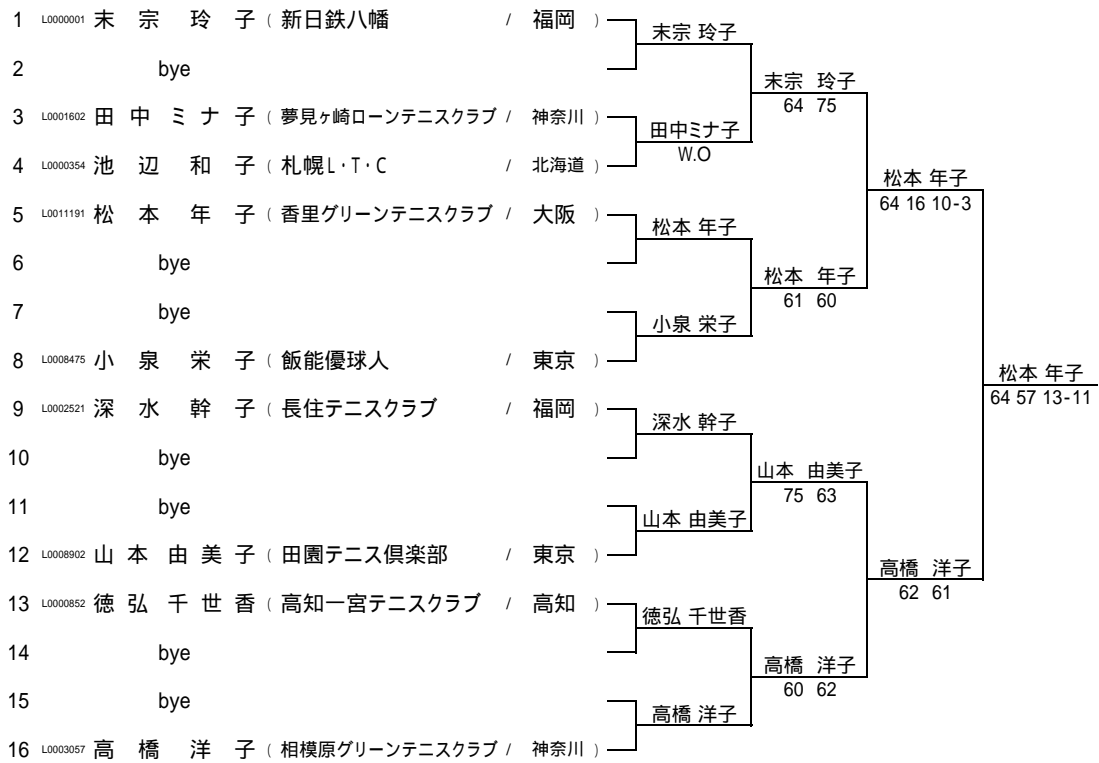 1 L0000001 末 宗 玲 子 ( 新日鉄八幡 / 福岡 )
末宗 玲子
2 bye
末宗 玲子
64 75
3 L0001602 田 中 ミ ナ 子 ( 夢見ヶ崎ローンテニスクラブ / 神奈川 )
田中ミナ子
W.O
4 L0000354 池 辺 和 子 ( 札幌L・T・C / 北海道 )
松本 年子
64 16 10-3
5 L0011191 松 本 年 子 ( 香里グリーンテニスクラブ / 大阪 )
松本 年子
6 bye
松本 年子
61 60
7 bye
小泉 栄子
8 L0008475 小 泉 栄 子 ( 飯能優球人 / 東京 )
松本 年子
64 57 13-11
9 L0002521 深 水 幹 子 ( 長住テニスクラブ / 福岡 )
深水 幹子
10 bye
山本 由美子
75 63
11 bye
山本 由美子
12 L0008902 山 本 由 美 子 ( 田園テニス倶楽部 / 東京 )
高橋 洋子
62 61
13 L0000852 徳 弘 千 世 香 ( 高知一宮テニスクラブ / 高知 )
徳弘 千世香
14 bye
高橋 洋子
60 62
15 bye
高橋 洋子
16 L0003057 高 橋 洋 子 ( 相模原グリーンテニスクラブ / 神奈川 )